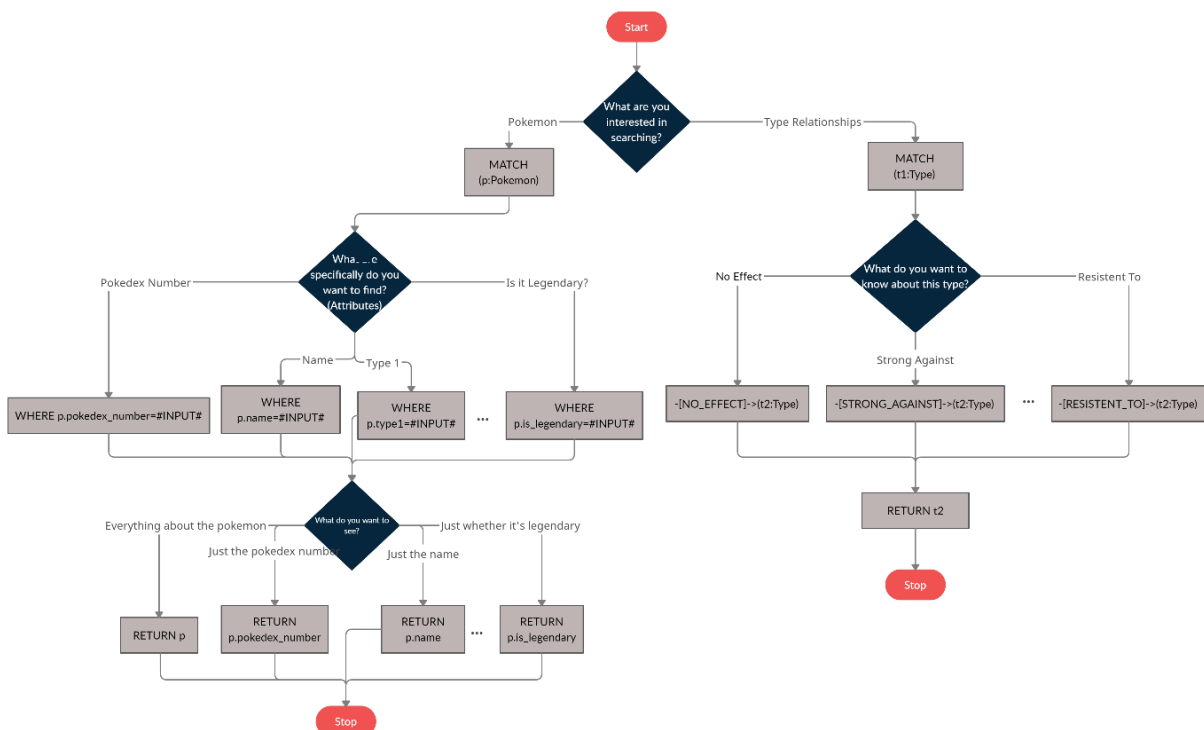 Start
What are you
interested in
searching?
Pokemon
Type Relationships
MATCH
(p:Pokemon)
MATCH
(t1:Type)
specifically do you
want to find?
(Attributes)
Pokedex Number
Is it Legendary?
Name
Type 1
What do you want to
know about this type?
No Effect
Resistent To
Strong Against
WHERE p.pokedex_number=#INPUT#
WHERE
p.name=#INPUT#
WHERE
p.type1=#INPUT#
...
WHERE
p.is_legendary=#INPUT#
-[NO_EFFECT]->(t2:Type)
-[STRONG_AGAINST]->(t2:Type)
...
-[RESISTENT_TO]->(t2:Type)
What do you want to
see?
Everything about the pokemon
Just whether it's legendary
Just the pokedex number
Just the name
RETURN t2
Stop
RETURN p
RETURN
p.pokedex_number
RETURN
p.name
...
RETURN
p.is_legendary
Stop